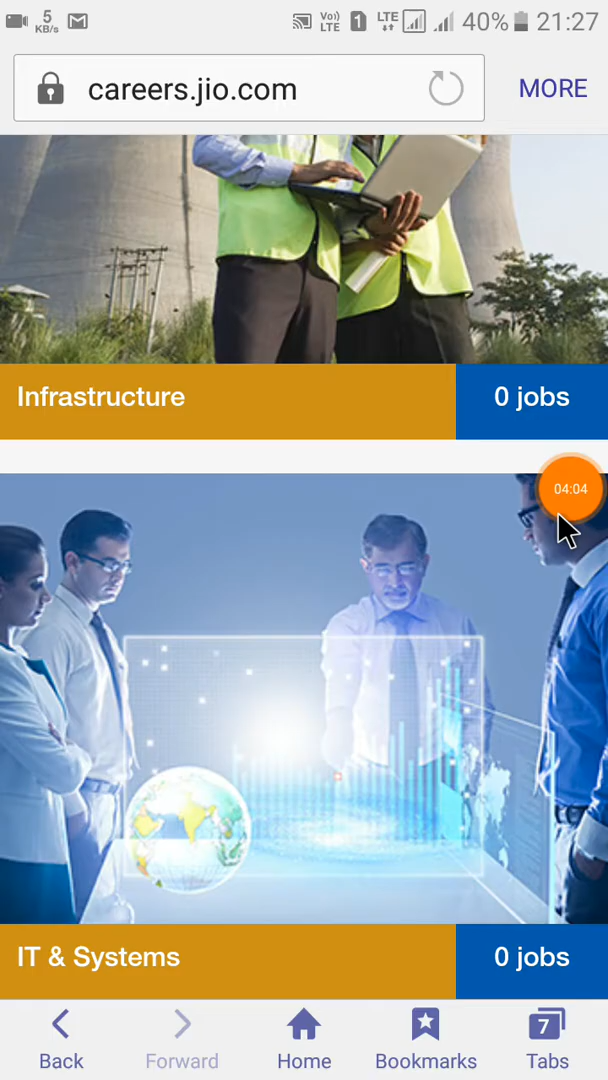 5
KB/s
Vo))
LTE
1
LTE
40%
21:27
careers.jio.com
MORE
Infrastructure
0 jobs
04:04
IT & Systems
0 jobs
7
Back
Forward
Home
Bookmarks
Tabs